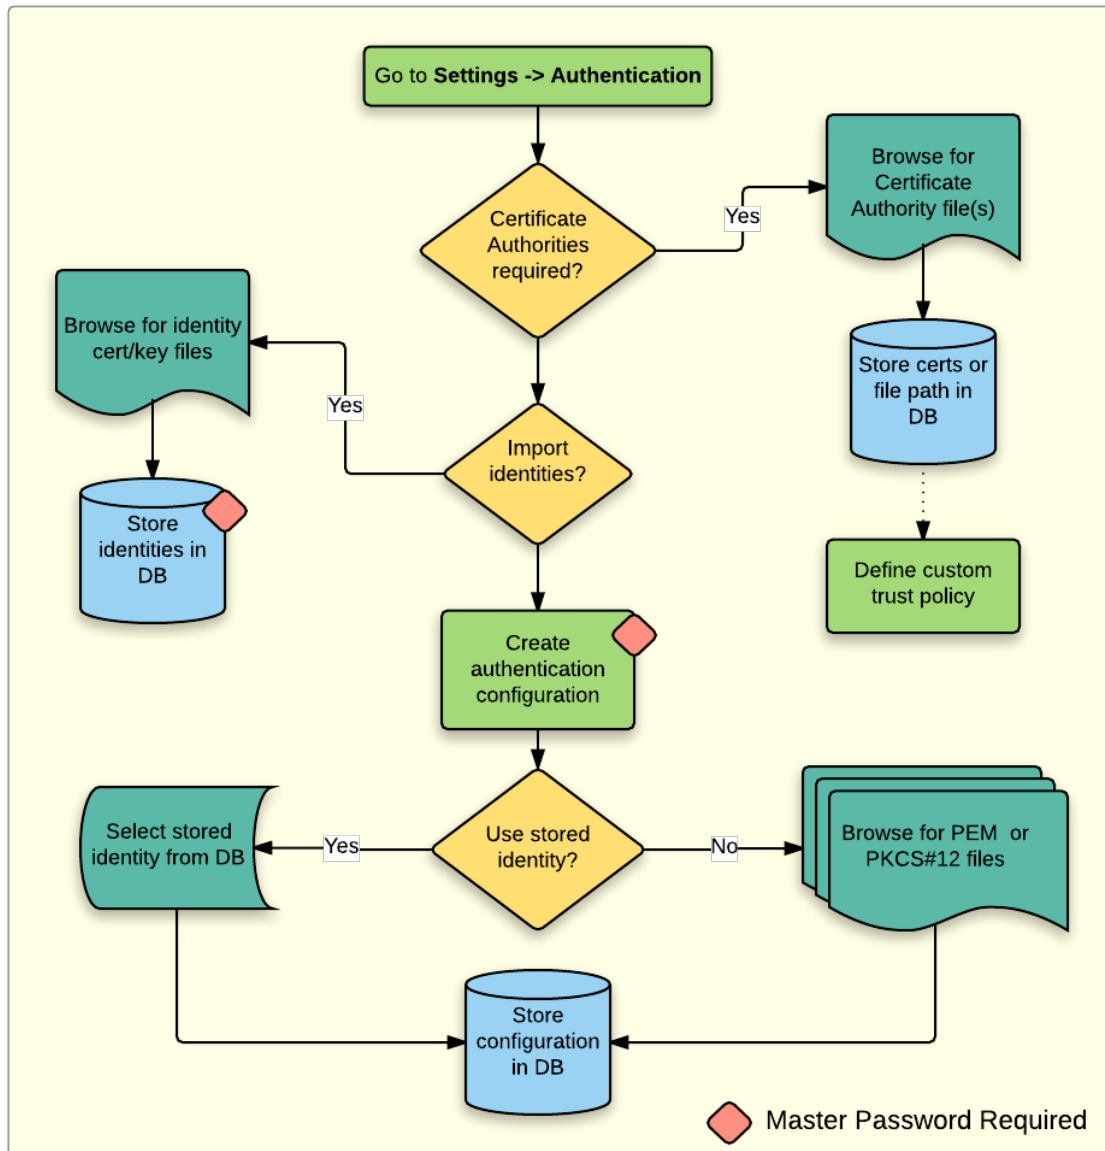 Go to Settings -> Authentication
Certificate
Authorities
required?
Yes
Browse for
Certificate
Authority file(s)
Store certs or
file path in
DB
Define custom
trust policy
Import
identities?
Yes
Browse for identity
cert/key files
Store
identities in
DB
Create
authentication
configuration
Use stored
identity?
Yes
Select stored
identity from DB
No
Browse for PEM  or
PKCS#12 files
Store
configuration
in DB
Master Password Required